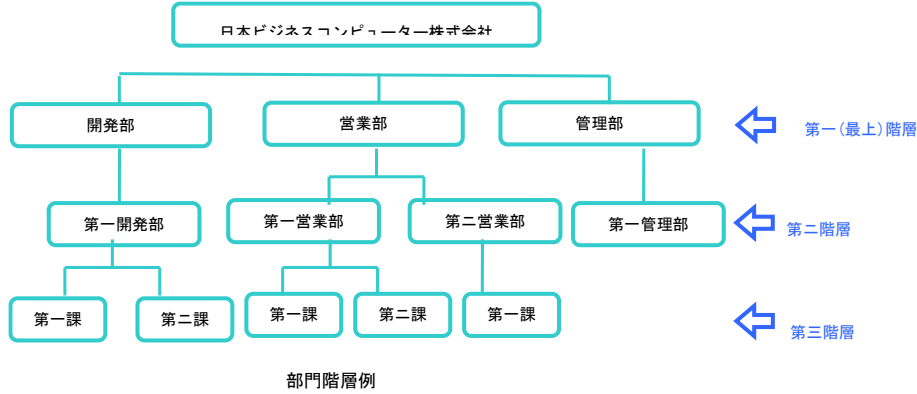 日本ビジネスコンピューター株式会社
開発部
営業部
管理部
第一（最上）階層
第一開発部
第一営業部
第二営業部
第一管理部
第二階層
第一課
第二課
第一課
第二課
第一課
第三階層
部門階層例